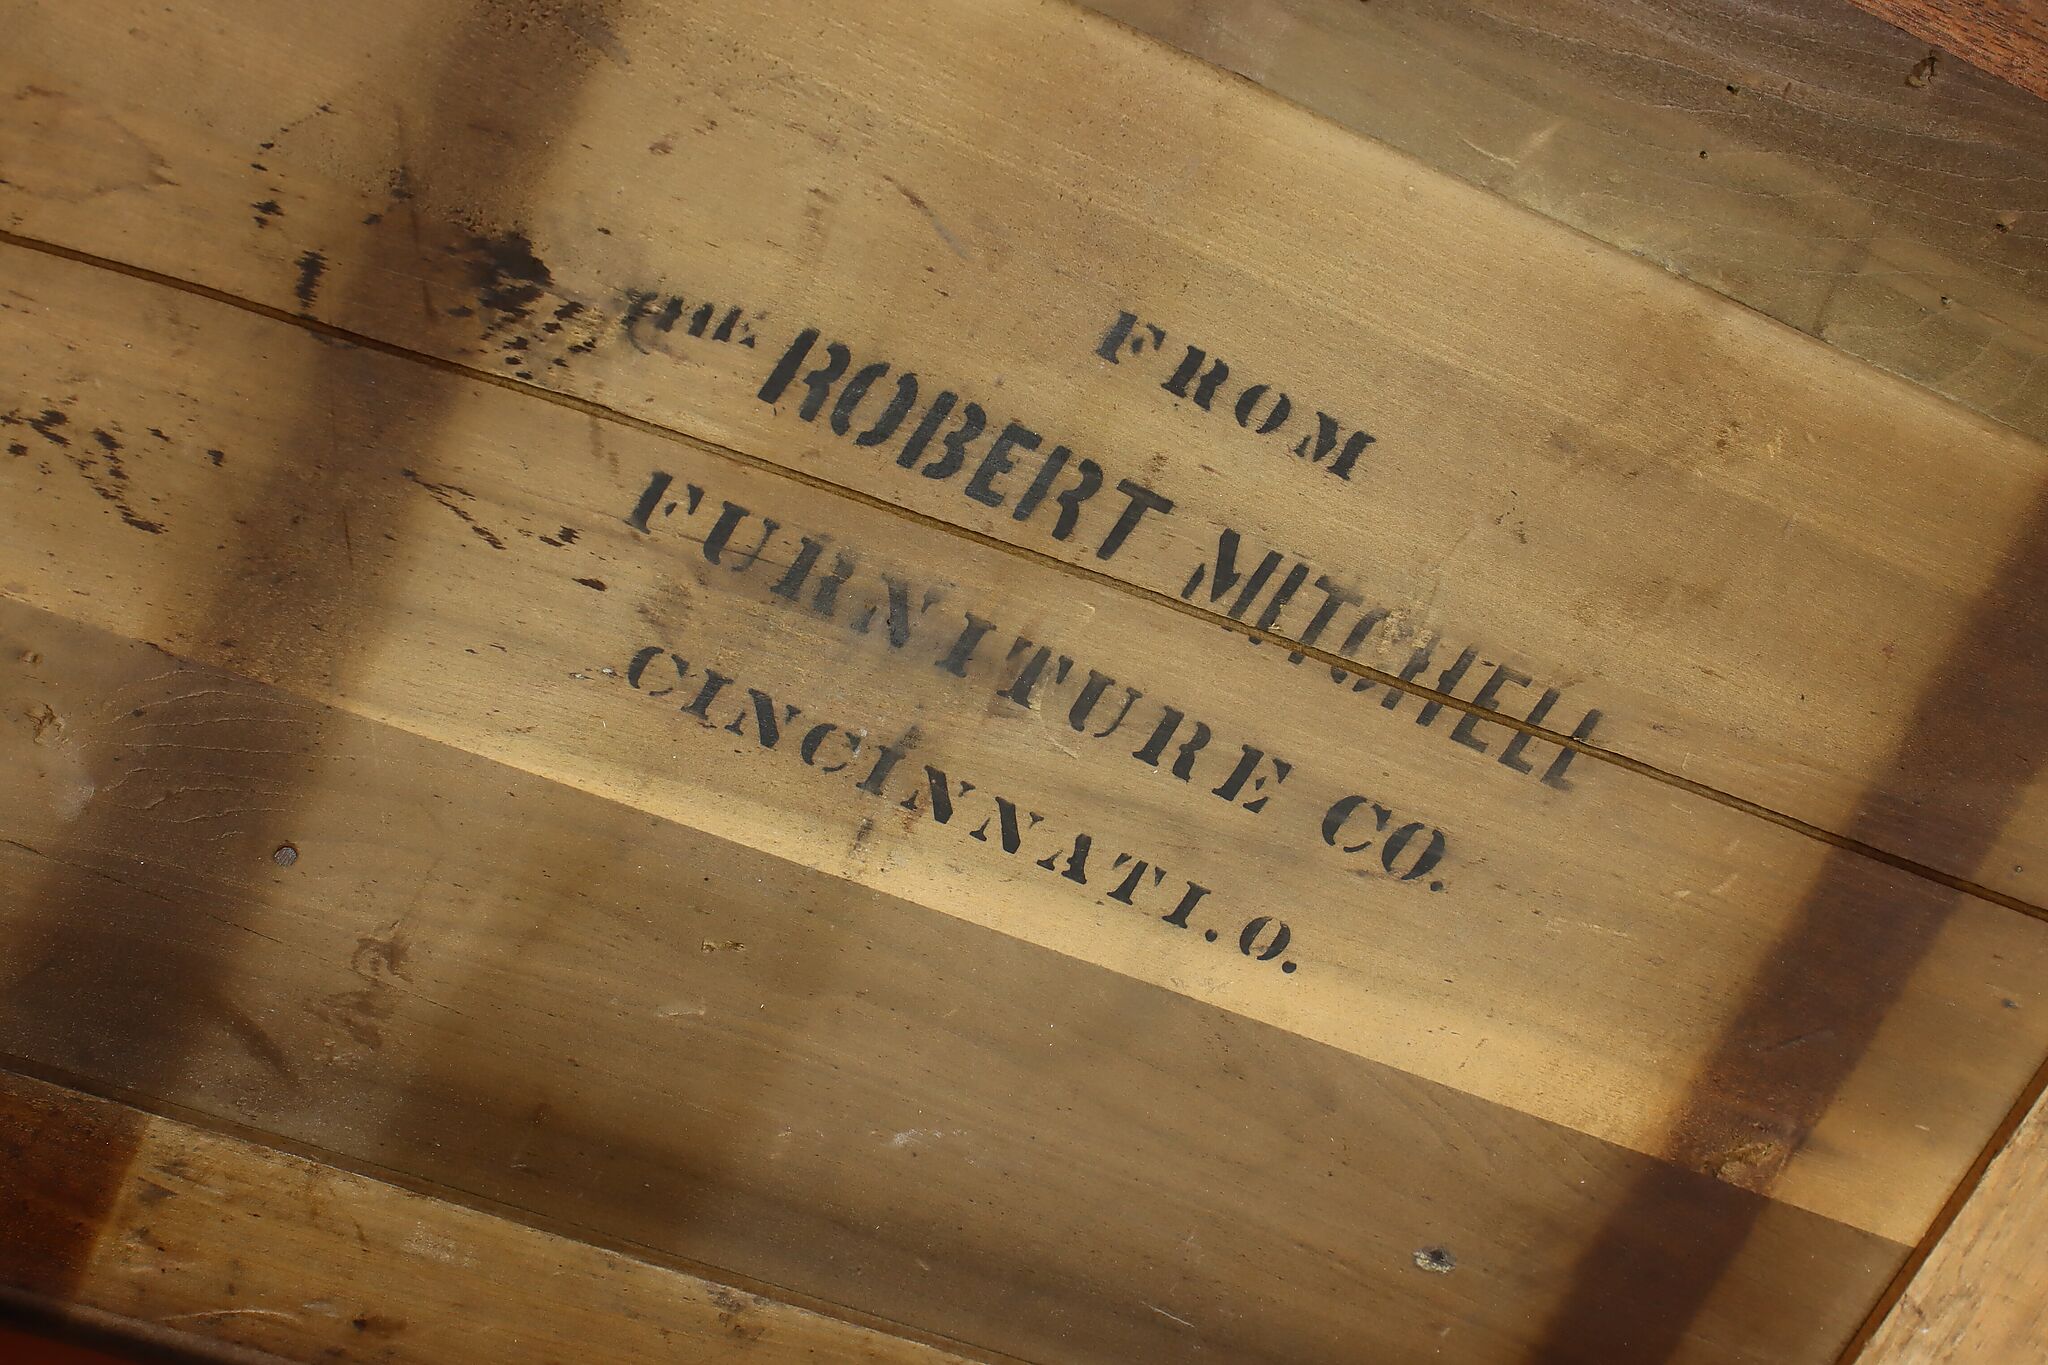 FROM
THE ROBERT MITCHELL
FURNITURE CO.
CINCINNATI.O.